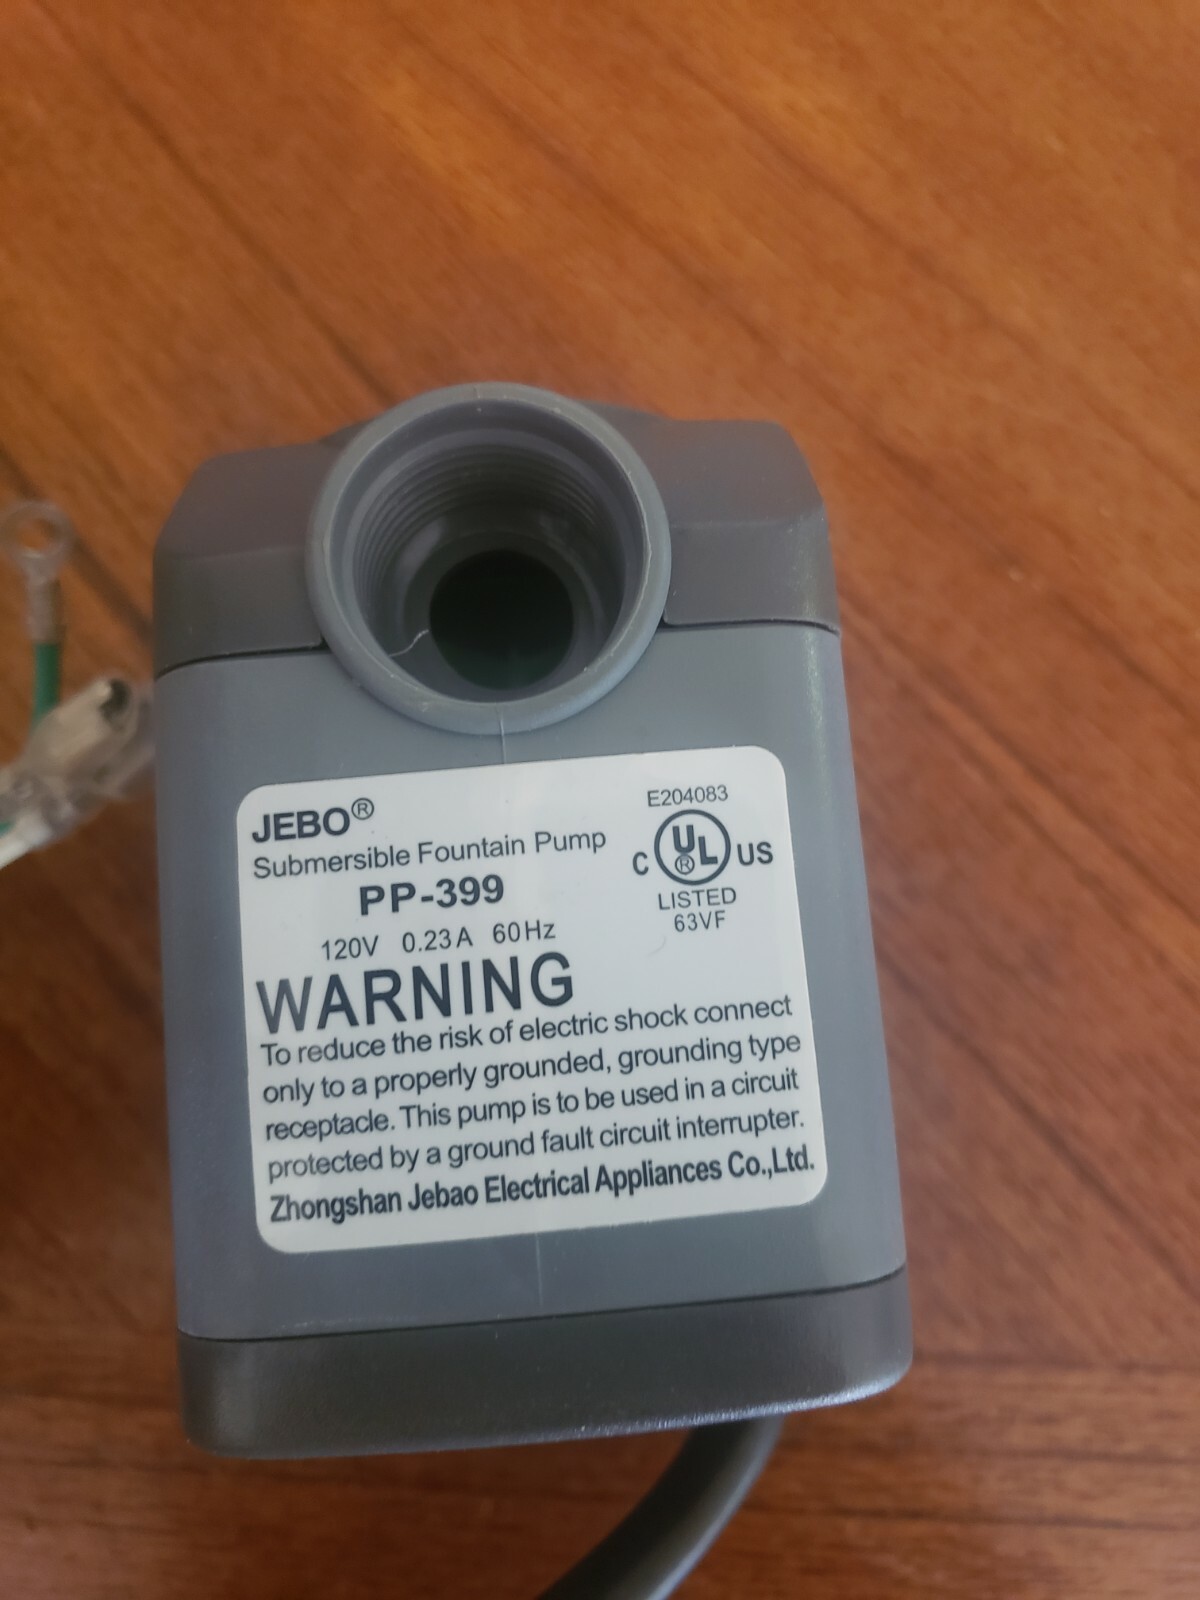 JEBO®
Submersible Fountain Pump
PP-399
120V 0.23A 60Hz
E204083
C UL® US
LISTED
63VF
WARNING
To reduce the risk of electric shock connect
only to a properly grounded, grounding type
receptacle. This pump is to be used in a circuit
protected by a ground fault circuit interrupter.
Zhongshan Jebao Electrical Appliances Co.,Ltd.